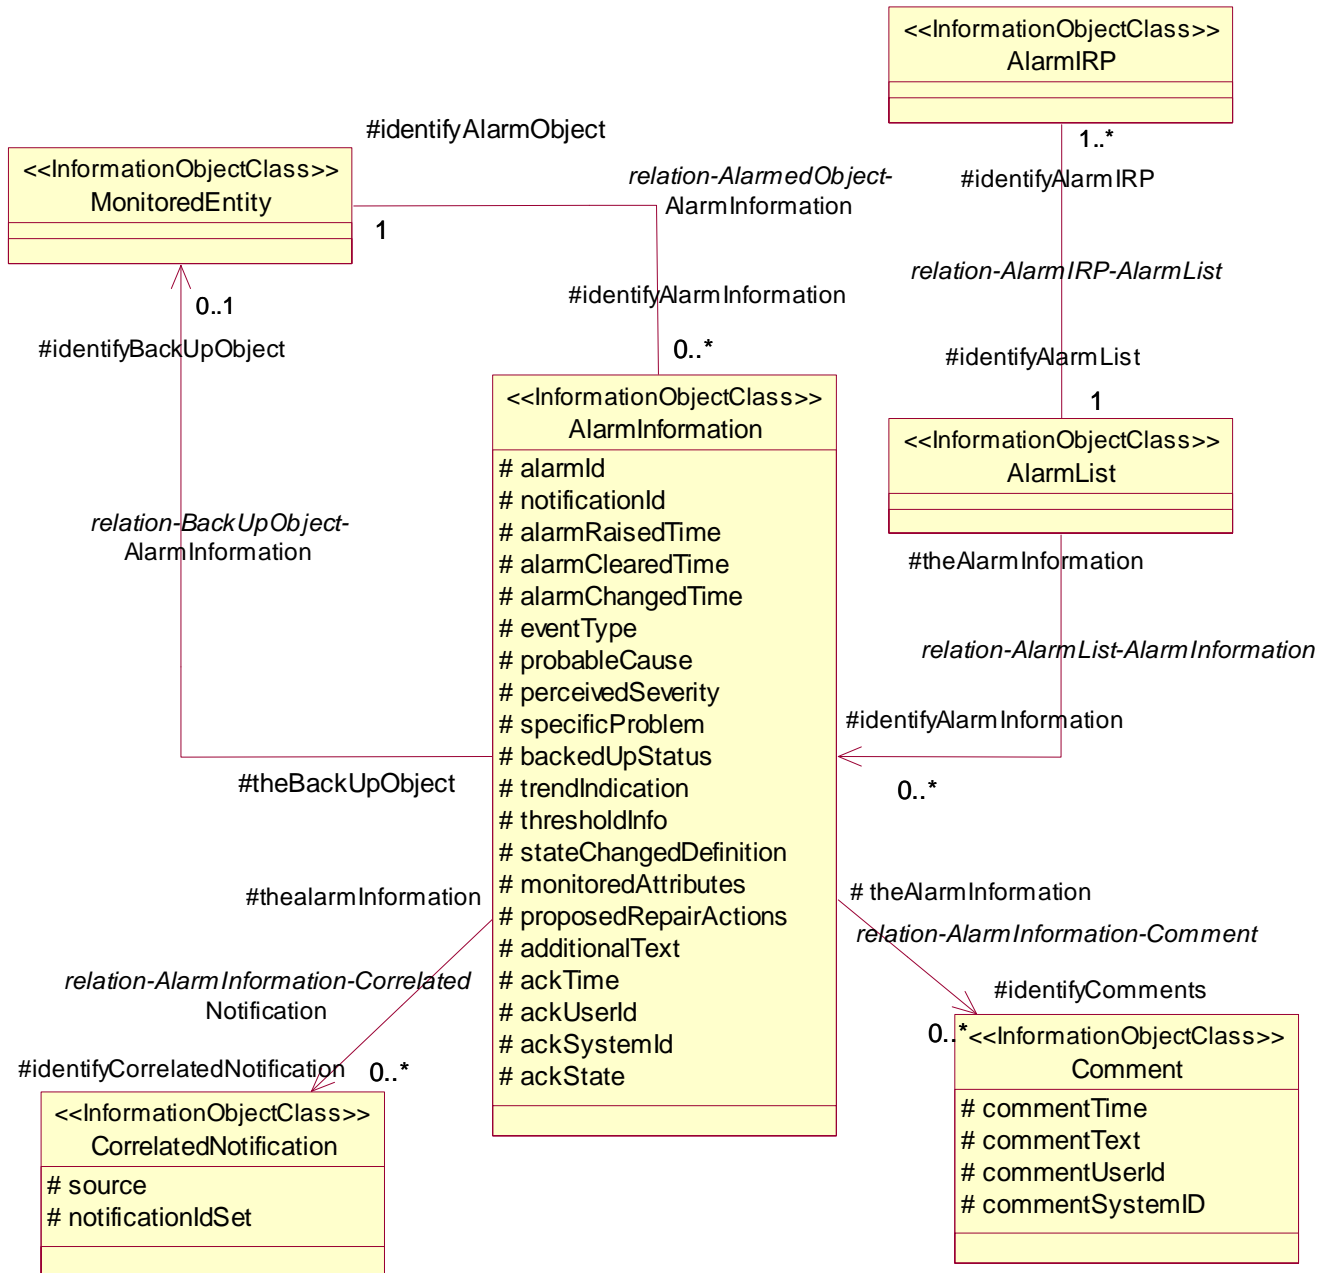 <<InformationObjectClass>>
AlarmIRP
1..*
#identifyAlarmIRP
relation-AlarmIRP-AlarmList
#identifyAlarmList
1
<<InformationObjectClass>>
AlarmList
#theAlarmInformation
relation-AlarmList-AlarmInformation
#identifyAlarmInformation
0..*
#identifyAlarmObject
<<InformationObjectClass>>
MonitoredEntity
1
relation-AlarmedObject-
AlarmInformation
#identifyAlarmInformation
0..*
0..1
#identifyBackUpObject
relation-BackUpObject-
AlarmInformation
#theBackUpObject
<<InformationObjectClass>>
AlarmInformation
# alarmId
# notificationId
# alarmRaisedTime
# alarmClearedTime
# alarmChangedTime
# eventType
# probableCause
# perceivedSeverity
# specificProblem
# backedUpStatus
# trendIndication
# thresholdInfo
# stateChangedDefinition
# monitoredAttributes
# proposedRepairActions
# additionalText
# ackTime
# ackUserId
# ackSystemId
# ackState
#thealarmInformation
relation-AlarmInformation-Correlated
Notification
#identifyCorrelatedNotification
0..*
<<InformationObjectClass>>
CorrelatedNotification
# source
# notificationIdSet
# theAlarmInformation
relation-AlarmInformation-Comment
#identifyComments
0..*
<<InformationObjectClass>>
Comment
# commentTime
# commentText
# commentUserId
# commentSystemID